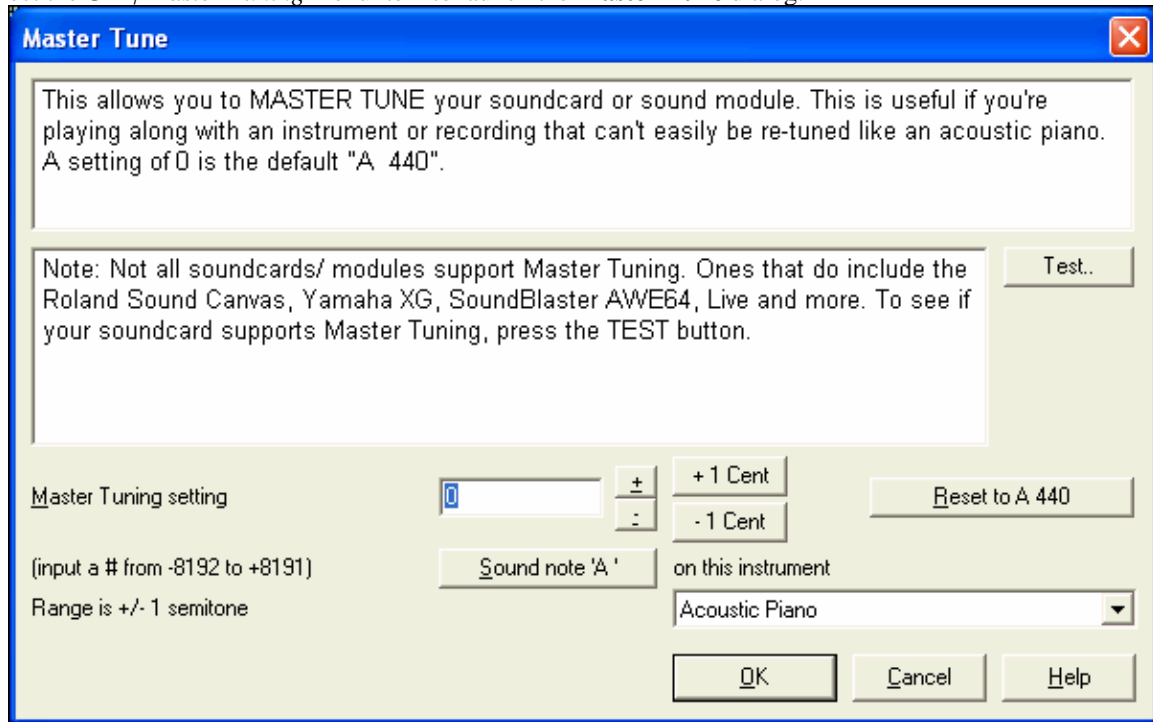 Master Tune
This allows you to MASTER TUNE your soundcard or sound module. This is useful if you're
playing along with an instrument or recording that can't easily be re-tuned like an acoustic piano.
A setting of 0 is the default "A 440".
Note: Not all soundcards/ modules support Master Tuning. Ones that do include the
Roland Sound Canvas, Yamaha XG, SoundBlaster AWE64, Live and more. To see if
your soundcard supports Master Tuning, press the TEST button.
Test..
Master Tuning setting
0
+
-
+ 1 Cent
- 1 Cent
Reset to A 440
(input a # from -8192 to +8191)
Sound note 'A '
on this instrument
Range is +/- 1 semitone
Acoustic Piano
OK
Cancel
Help